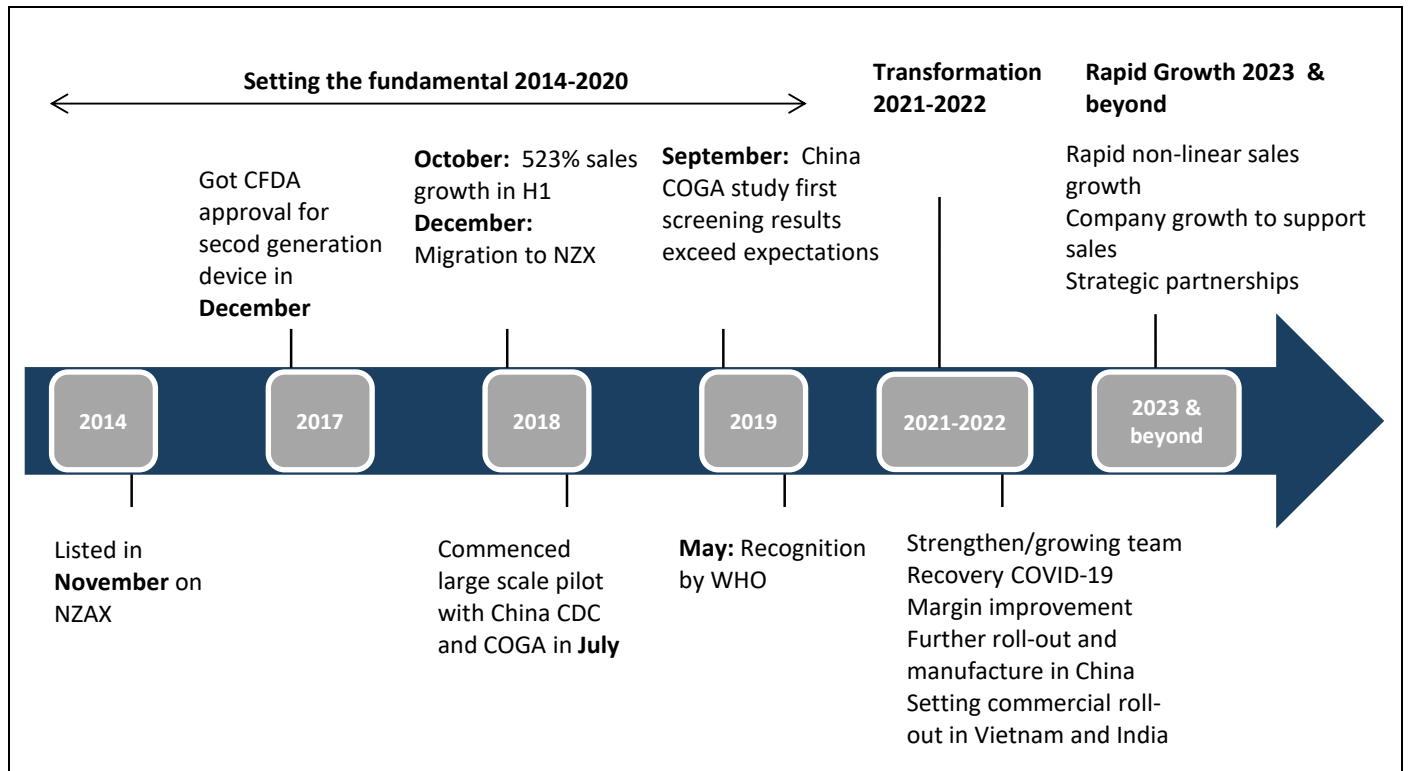 Setting the fundamental 2014-2020
Transformation
2021-2022
Rapid Growth 2023 &
beyond
Got CFDA
approval for
secod generation
device in
December
October: 523% sales
growth in H1
December:
Migration to NZX
September: China
COGA study first
screening results
exceed expectations
Rapid non-linear sales
growth
Company growth to support
sales
Strategic partnerships
2014
2017
2018
2019
2021-2022
2023 &
beyond
Listed in
November on
NZAX
Commenced
large scale pilot
with China CDC
and COGA in July
May: Recognition
by WHO
Strengthen/growing team
Recovery COVID-19
Margin improvement
Further roll-out and
manufacture in China
Setting commercial roll-
out in Vietnam and India